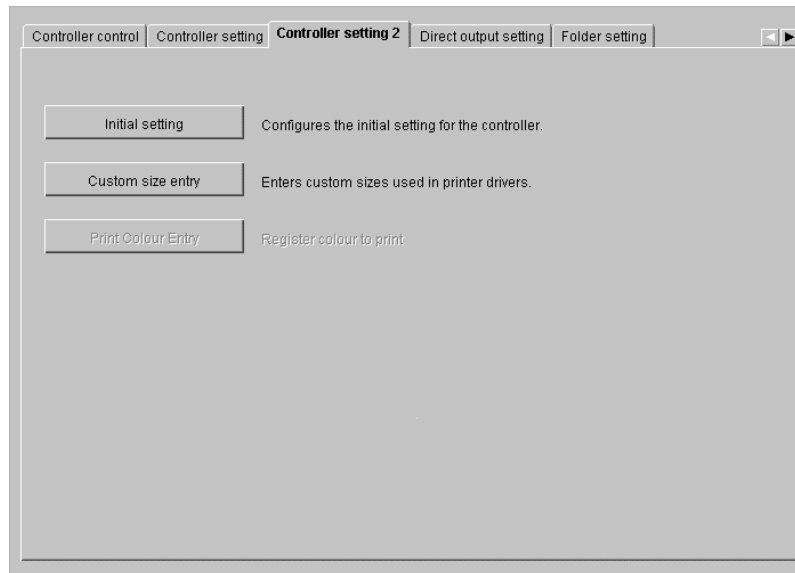 Controller control Controller setting Controller setting 2 Direct output setting Folder setting
Initial setting Configures the initial setting for the controller.
Custom size entry Enters custom sizes used in printer drivers.
Print Colour Entry Register colour to print